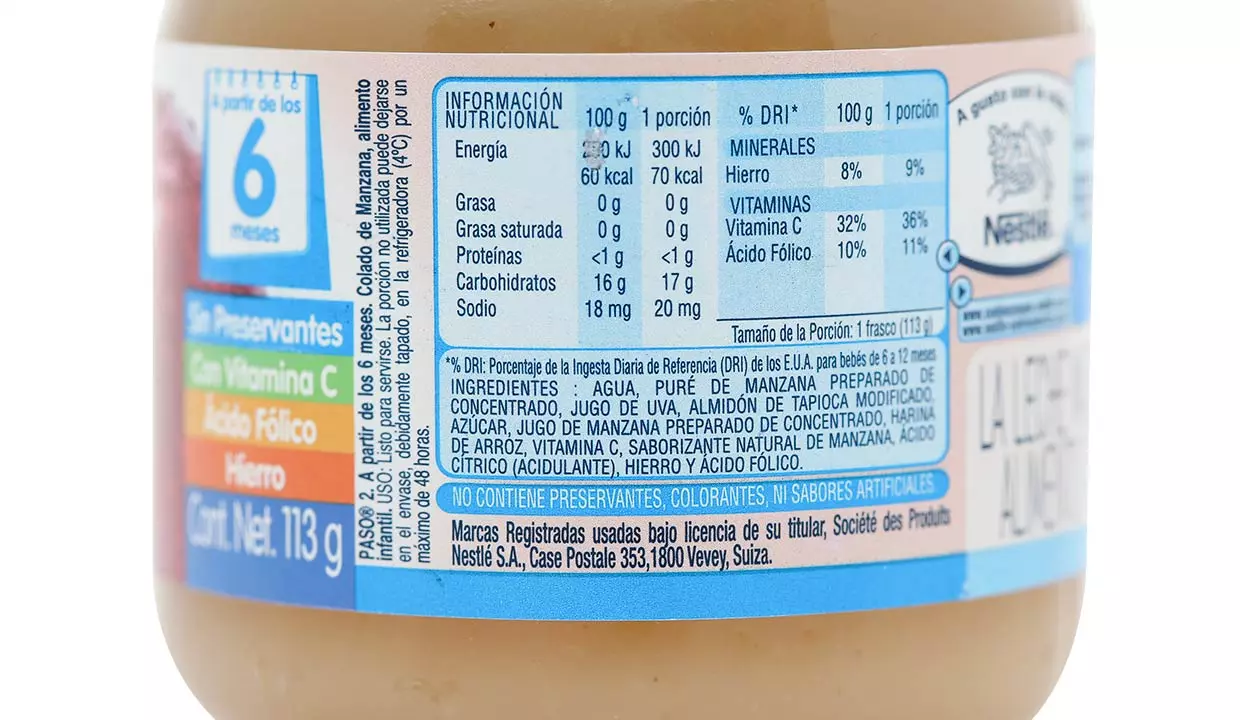 A partir de los
6
meses
Sin Preservantes
Con Vitamina C
Ácido Fólico
Hierro
Cont. Net. 113 g
PASO® 2. A partir de los 6 meses. Colado de Manzana, alimento
infantil. USO: Listo para servirse. La porción no utilizada puede dejarse
en el envase, debidamente tapado, en la refrigeradora (4ºC) por un
máximo de 48 horas.
INFORMACIÓN
NUTRICIONAL 100 g 1 porción
Energía kJ 300 kJ
60 kcal 70 kcal
Grasa 0 g 0 g
Grasa saturada 0 g 0 g
Proteínas <1 g <1 g
Carbohidratos 16 g 17 g
Sodio 18 mg 20 mg
% DRI* 100 g 1 porción
MINERALES
Hierro 8% 9%
VITAMINAS
Vitamina C 32% 36%
Ácido Fólico 10% 11%
Tamaño de la Porción: 1 frasco (113 g)
*% DRI: Porcentaje de la Ingesta Diaria de Referencia (DRI) de los E.U.A. para bebés de 6 a 12 meses
INGREDIENTES : AGUA, PURÉ DE MANZANA PREPARADO DE
CONCENTRADO, JUGO DE UVA, ALMIDÓN DE TAPIOCA MODIFICADO,
AZÚCAR, JUGO DE MANZANA PREPARADO DE CONCENTRADO, HARINA
DE ARROZ, VITAMINA C, SABORIZANTE NATURAL DE MANZANA, ÁCIDO
CÍTRICO (ACIDULANTE), HIERRO Y ÁCIDO FÓLICO.
NO CONTIENE PRESERVANTES, COLORANTES, NI SABORES ARTIFICIALES
Marcas Registradas usadas bajo licencia de su titular, Société des Produits
Nestlé S.A., Case Postale 353,1800 Vevey, Suiza.
A gusto con la
Nestlé
LA